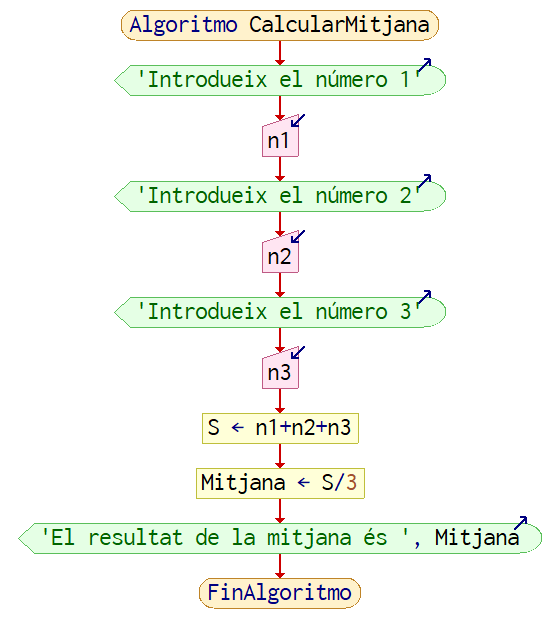 Algoritmo CalcularMitjana
'Introdueix el número 1'
n1
'Introdueix el número 2'
n2
'Introdueix el número 3'
n3
S ← n1+n2+n3
Mitjana ← S/3
'El resultat de la mitjana és ', Mitjana
FinAlgoritmo